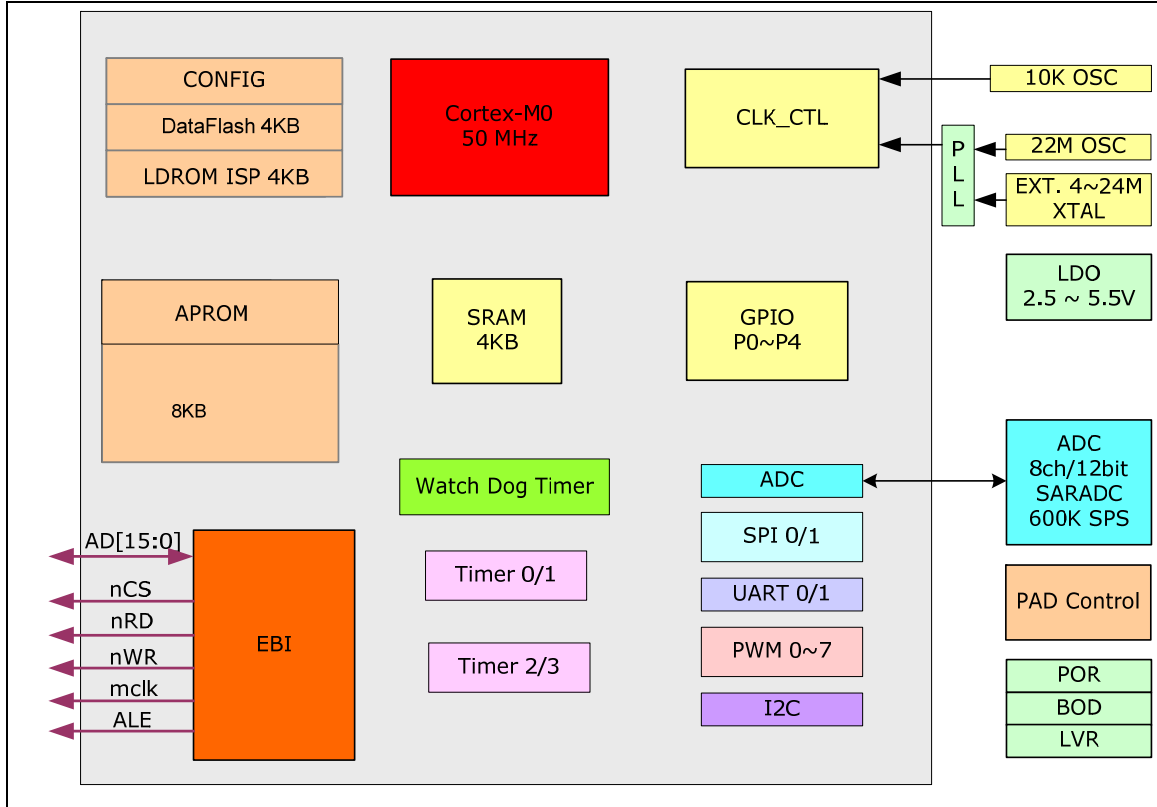 CONFIG
DataFlash 4KB
LDROM ISP 4KB
Cortex-M0
50 MHz
CLK_CTL
10K OSC
P
L
L
22M OSC
EXT. 4~24M
XTAL
LDO
2.5 ~ 5.5V
APROM
8KB
SRAM
4KB
GPIO
P0~P4
Watch Dog Timer
Timer 0/1
Timer 2/3
ADC
SPI 0/1
UART 0/1
PWM 0~7
I2C
ADC
8ch/12bit
SARADC
600K SPS
PAD Control
POR
BOD
LVR
AD[15:0]
nCS
nRD
nWR
mclk
ALE
EBI